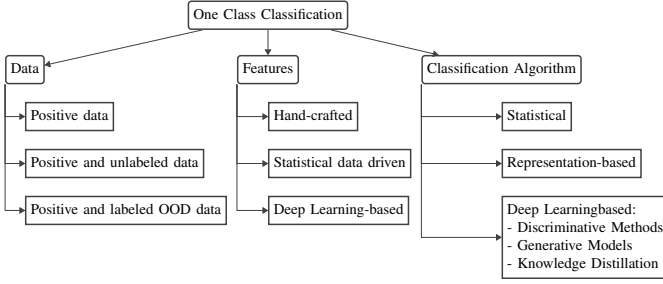 One Class Classification
Data
Features
Classification Algorithm
Positive data
Hand-crafted
Statistical
Positive and unlabeled data
Statistical data driven
Representation-based
Positive and labeled OOD data
Deep Learning-based
Deep Learningbased:
- Discriminative Methods
- Generative Models
- Knowledge Distillation